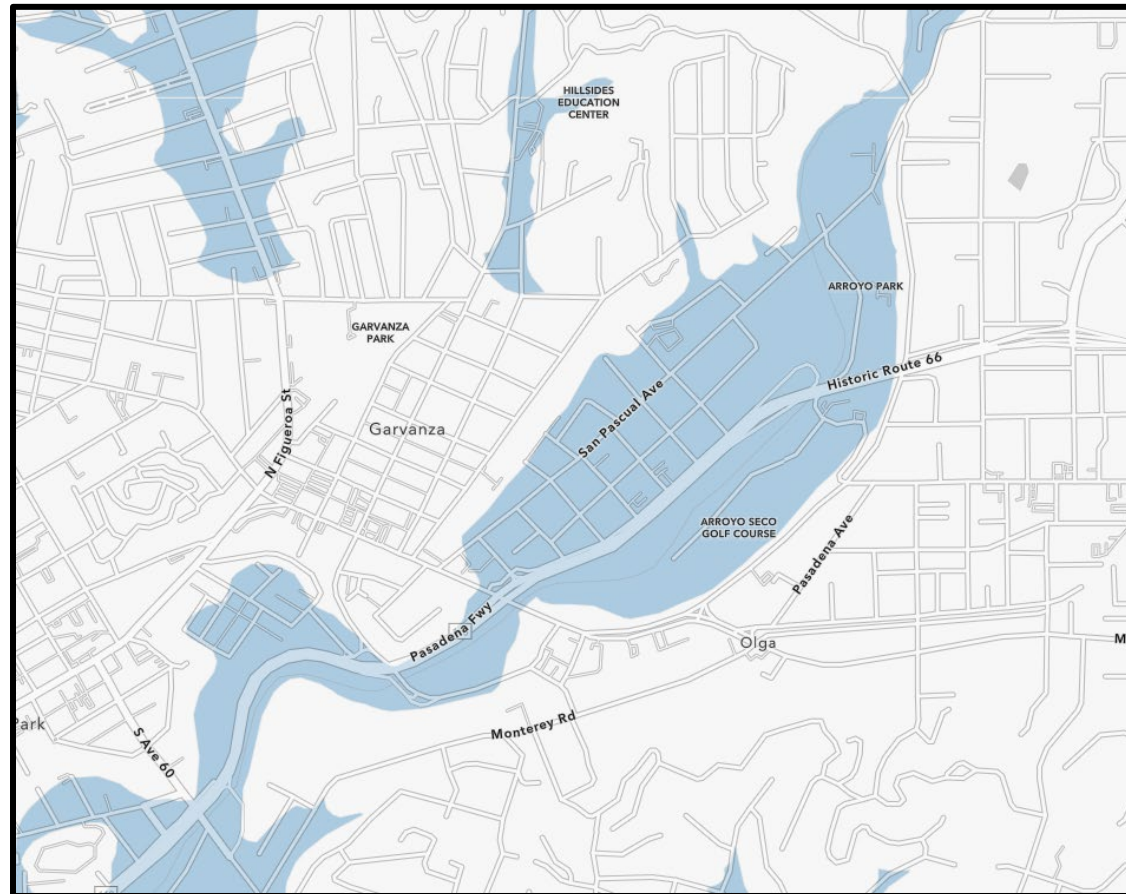 HILLSIDES
EDUCATION
CENTER
ARROYO PARK
GARVANZA
PARK
Historic Route 66
San Pascual Ave
N Figueroa St
Garvanza
ARROYO SECO
GOLF COURSE
Pasadena Ave
Pasadena Fwy
Olga
M
Monterey Rd
Park
S Ave 60